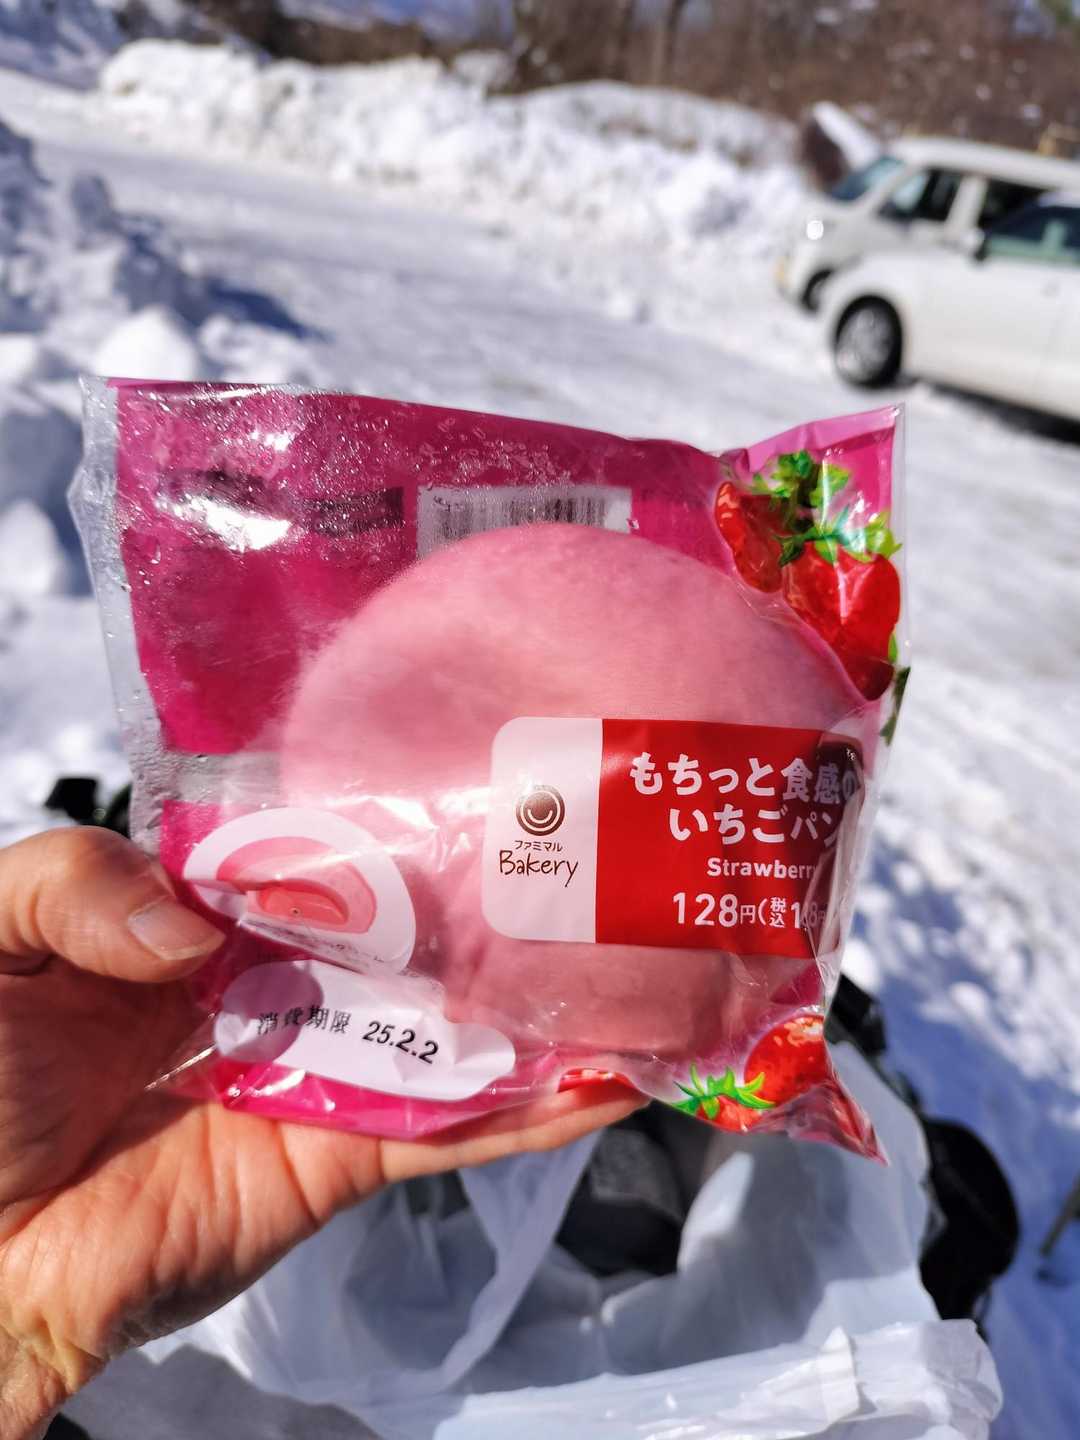 もちっと食感の
いちごパン
Strawberry
128円(税込
ファミマル
Bakery
消費期限 25.2.2